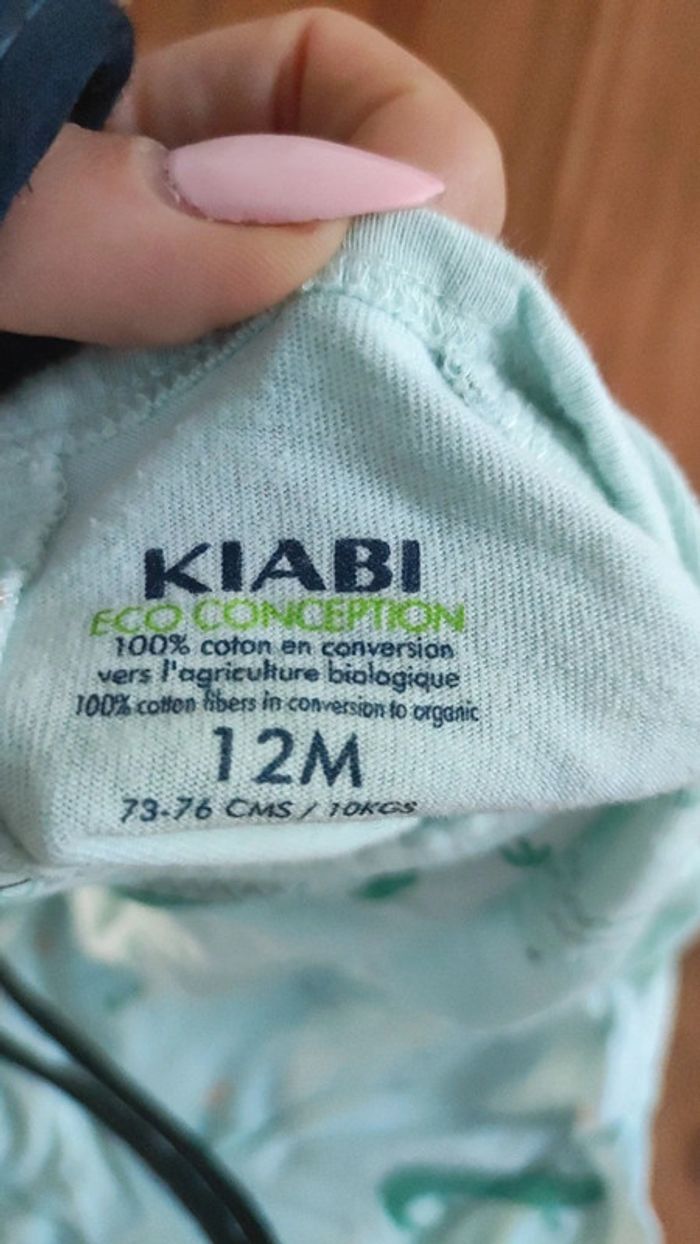 KIABI
ECO CONCEPTION
100% coton en conversion
vers l'agriculture biologique
100% cotton fibers in conversion to organic
12M
73-76 CMS / 10KGS